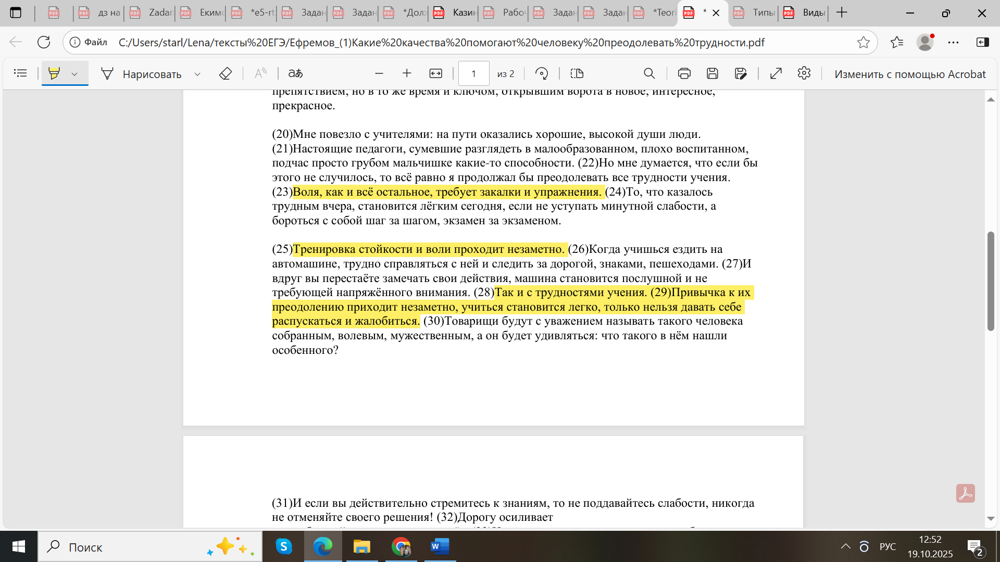 дз на
Zadan
Екимо
*e5-rt
Задан
Задан
*Долж
Казин
Рабоч
Задан
Задан
*Teori
*
Типы
Виды
Файл
C:/Users/starl/Lena/тексты%20ЕГЭ/Ефремов_(1)Какие%20качества%20помогают%20человеку%20преодолевать%20трудности.pdf
Нарисовать
1
из 2
Изменить с помощью Acrobat
препятствием, но в то же время и ключом, открывшим ворота в новое, интересное,
прекрасное.
(20)Мне повезло с учителями: на пути оказались хорошие, высокой души люди.
(21)Настоящие педагоги, сумевшие разглядеть в малообразованном, плохо воспитанном,
подчас просто грубом мальчишке какие-то способности. (22)Но мне думается, что если бы
этого не случилось, то всё равно я продолжал бы преодолевать все трудности учения.
(23)Воля, как и всё остальное, требует закалки и упражнения. (24)То, что казалось
трудным вчера, становится лёгким сегодня, если не уступать минутной слабости, а
бороться с собой шаг за шагом, экзамен за экзаменом.
(25)Тренировка стойкости и воли проходит незаметно. (26)Когда учишься ездить на
автомашине, трудно справляться с ней и следить за дорогой, знаками, пешеходами. (27)И
вдруг вы перестаёте замечать свои действия, машина становится послушной и не
требующей напряжённого внимания. (28)Так и с трудностями учения. (29)Привычка к их
преодолению приходит незаметно, учиться становится легко, только нельзя давать себе
распускаться и жалобиться. (30)Товарищи будут с уважением называть такого человека
собранным, волевым, мужественным, а он будет удивляться: что такого в нём нашли
особенного?
(31)И если вы действительно стремитесь к знаниям, то не поддавайтесь слабости, никогда
не отменяйте своего решения! (32)Дорогу осиливает
Поиск
РУС
12:52
19.10.2025
2